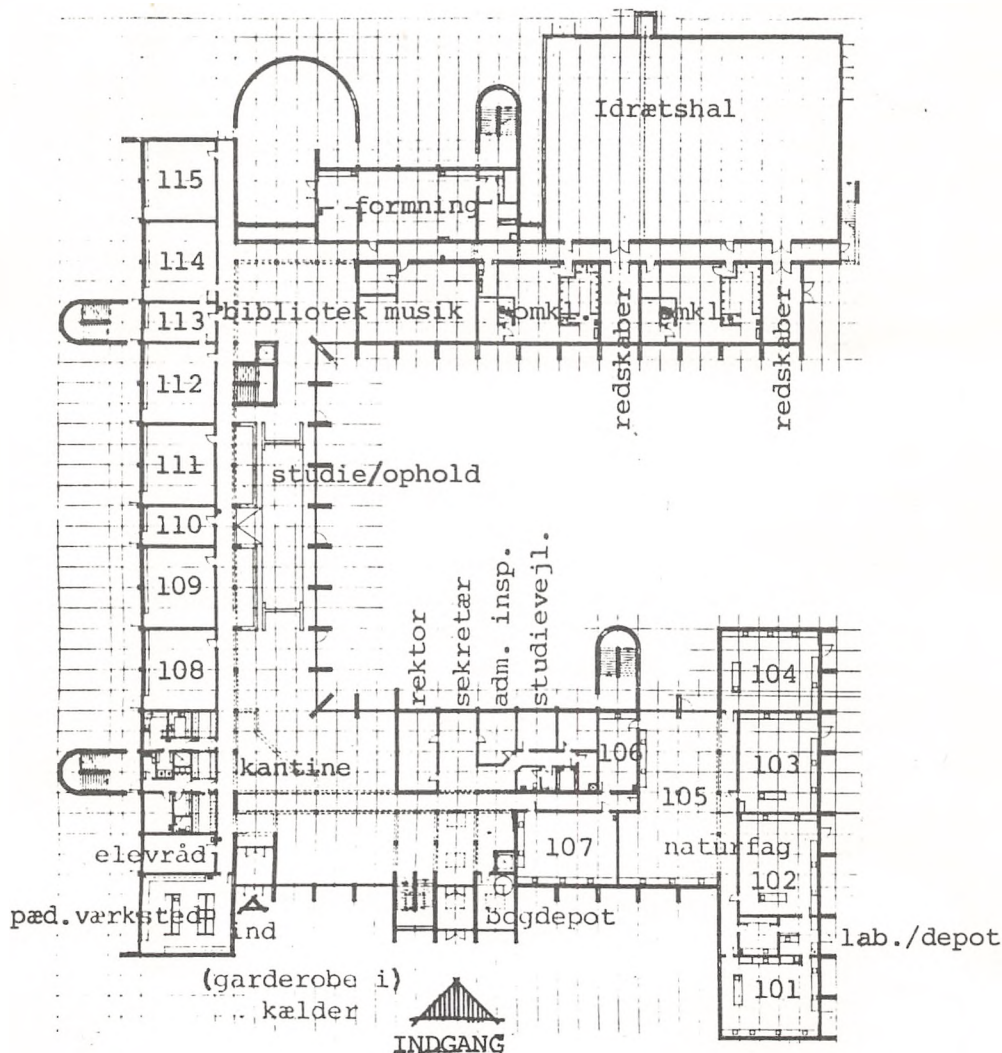 Idrætshal
115
formning
114
113
bibliotek musik
omkl.
omkl.
redskaber
redskaber
112
111
studie/ophold
110
109
108
rektor
sekretær
adm. insp.
studievejl.
104
106
103
kantine
105
107
naturfag
102
elevråd
pæd.værksted
ind
bogdepot
lab./depot
101
(garderobe i)
kælder
INDGANG